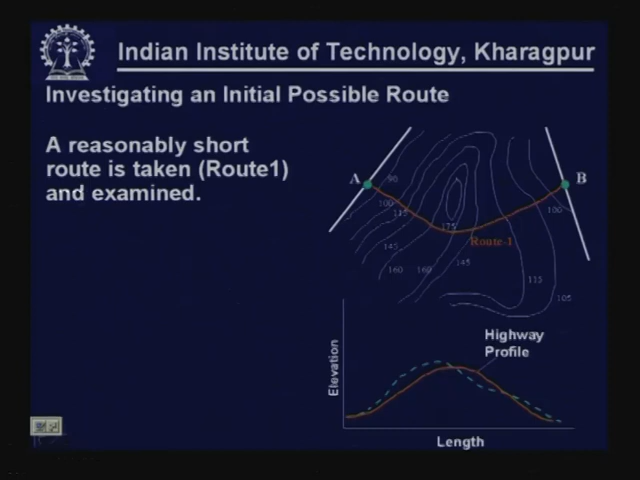 Indian Institute of Technology, Kharagpur
Investigating an Initial Possible Route
A reasonably short
route is taken (Route1)
and examined.
A
B
90
100
115
175
100
Route-1
145
160
160
145
115
105
Highway
Profile
Elevation
Length